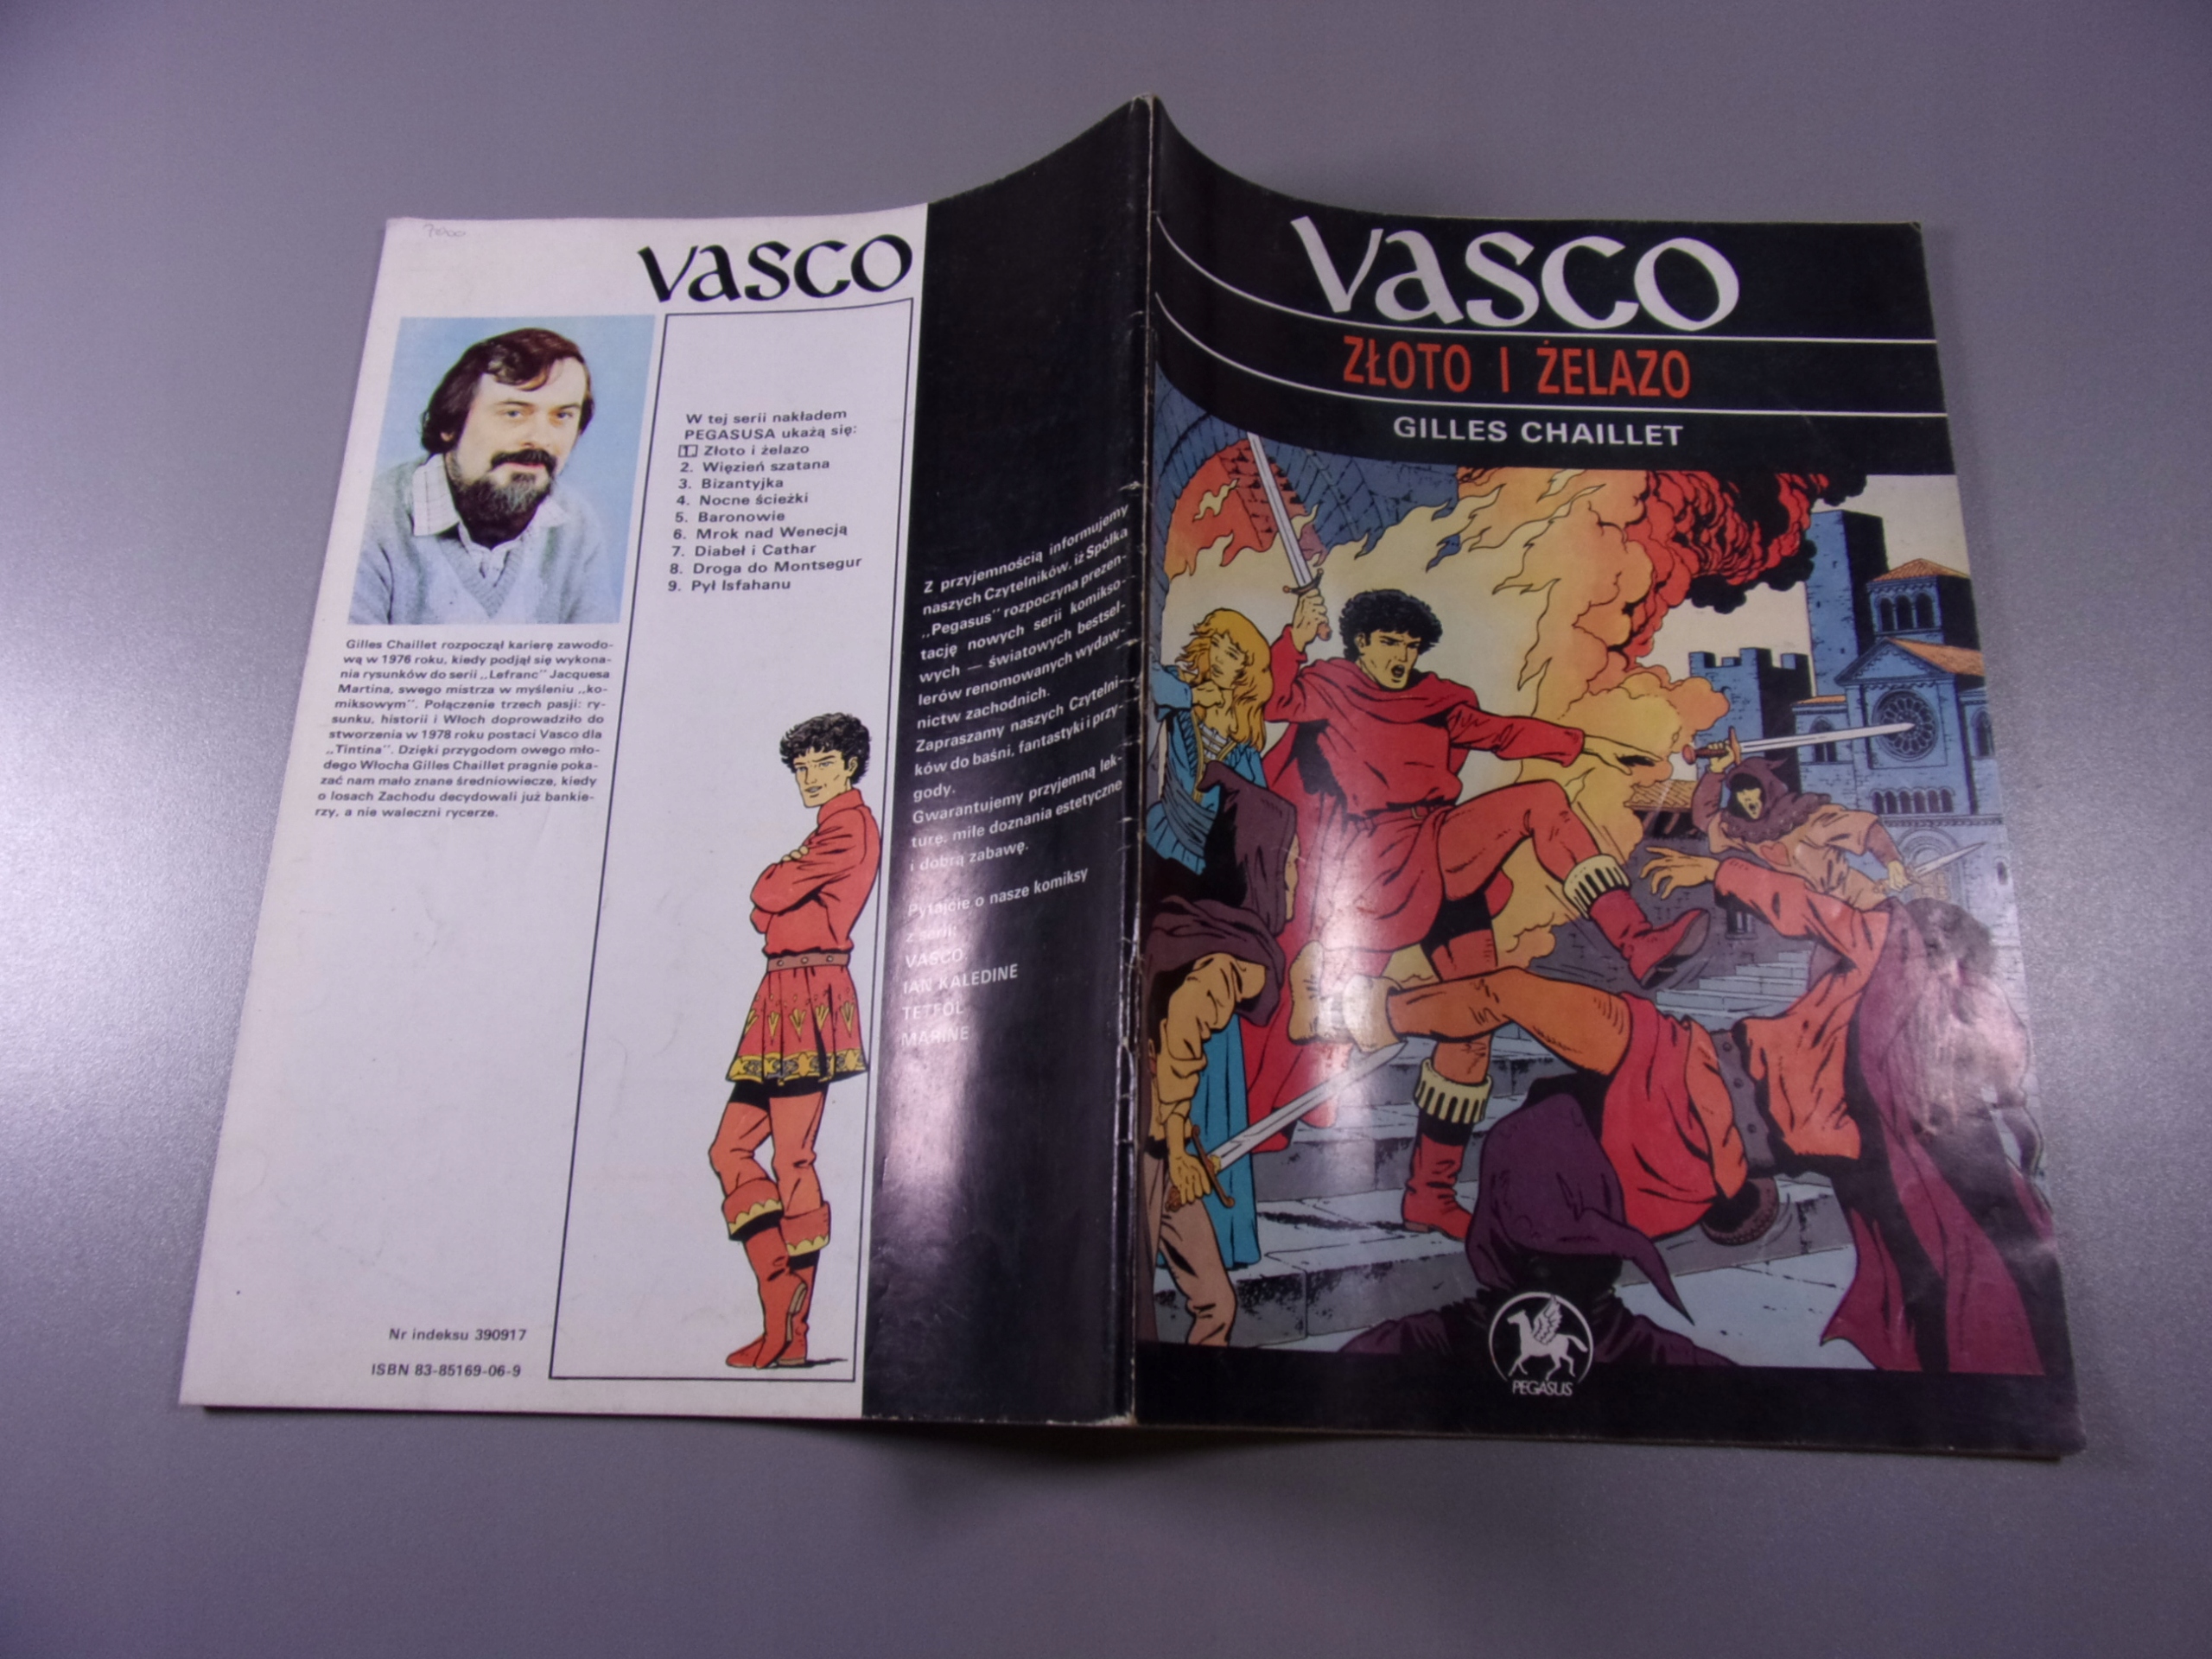 7000
VASCO
W tej serii nakładem
PEGASUSA ukażą się:
1. Złoto i żelazo
2. Więzień szatana
3. Bizantyjka
4. Nocne ścieżki
5. Baronowie
6. Mrok nad Wenecją
7. Diabeł i Cathar
8. Droga do Montsegur
9. Pył Isfahanu
Gilles Chaillet rozpoczął karierę zawodo-
wą w 1976 roku, kiedy podjął się wykona-
nia rysunków do serii „Lefranc" Jacquesa
Martina, swego mistrza w myśleniu „ko-
miksowym". Połączenie trzech pasji: ry-
sunku, historii i Włoch doprowadziło do
stworzenia w 1978 roku postaci Vasco dla
„Tintina". Dzięki przygodom owego mło-
dego Włocha Gilles Chaillet pragnie poka-
zać nam mało znane średniowiecze, kiedy
o losach Zachodu decydowali już bankie-
rzy, a nie waleczni rycerze.
Nr indeksu 390917
ISBN 83-85169-06-9
Z przyjemnością informujemy
naszych Czytelników, iż Spółka
„Pegasus" rozpoczyna prezen-
tację nowych serii komikso-
wych — światowych bestsel-
lerów renomowanych wydaw-
nictw zachodnich.
Zapraszamy naszych Czytelni-
ków do baśni, fantastyki i przy-
gody.
Gwarantujemy przyjemną lek-
turę, miłe doznania estetyczne
i dobrą zabawę.
Pytajcie o nasze komiksy
z serii:
VASCO
IAN KALEDINE
TETFOL
MARINE
VASCO
ZŁOTO I ŻELAZO
GILLES CHAILLET
PEGASUS